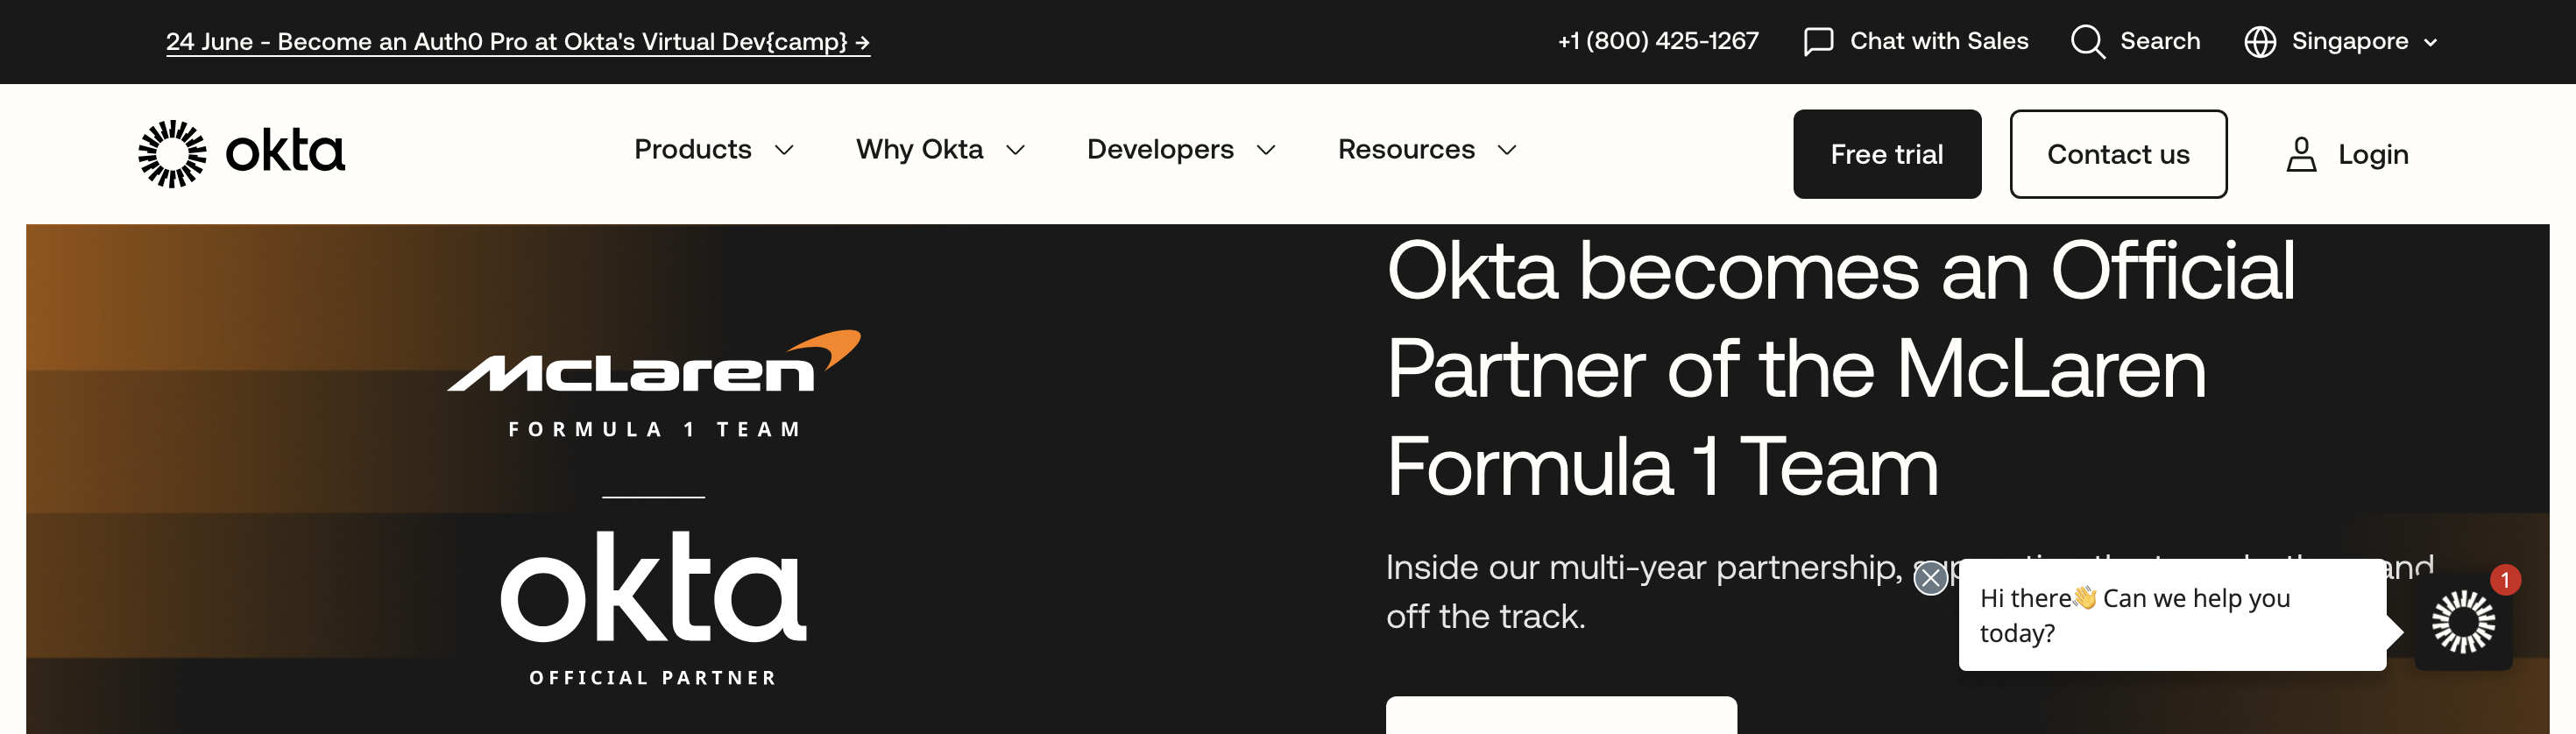 24 June - Become an Auth0 Pro at Okta's Virtual Dev{camp} →
+1 (800) 425-1267
Chat with Sales
Search
Singapore
okta
Products
Why Okta
Developers
Resources
Free trial
Contact us
Login
McLaren
FORMULA 1 TEAM
okta
OFFICIAL PARTNER
Okta becomes an Official
Partner of the McLaren
Formula 1 Team
Inside our multi-year partnership, and
off the track.
Hi there👋 Can we help you
today?
1